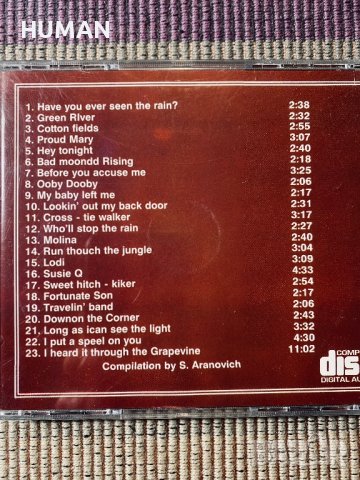 HUMAN
1. Have you ever seen the rain? 2:38
2. Green RIver 2:32
3. Cotton fields 2:55
4. Proud Mary 3:07
5. Hey tonight 2:40
6. Bad moondd Rising 2:18
7. Before you accuse me 3:25
8. Ooby Dooby 2:06
9. My baby left me 2:17
10. Lookin' out my back door 2:31
11. Cross - tie walker 3:17
12. Who'll stop the rain 2:27
13. Molina 2:40
14. Run thouch the jungle 3:04
15. Lodi 3:09
16. Susie Q 4:33
17. Sweet hitch - kiker 2:54
18. Fortunate Son 2:17
19. Travelin' band 2:06
20. Downon the Corner 2:43
21. Long as ican see the light 3:32
22. I put a speel on you 4:30
23. I heard it through the Grapevine 11:02
Compilation by S. Aranovich
COMP
dis
DIGITAL AU